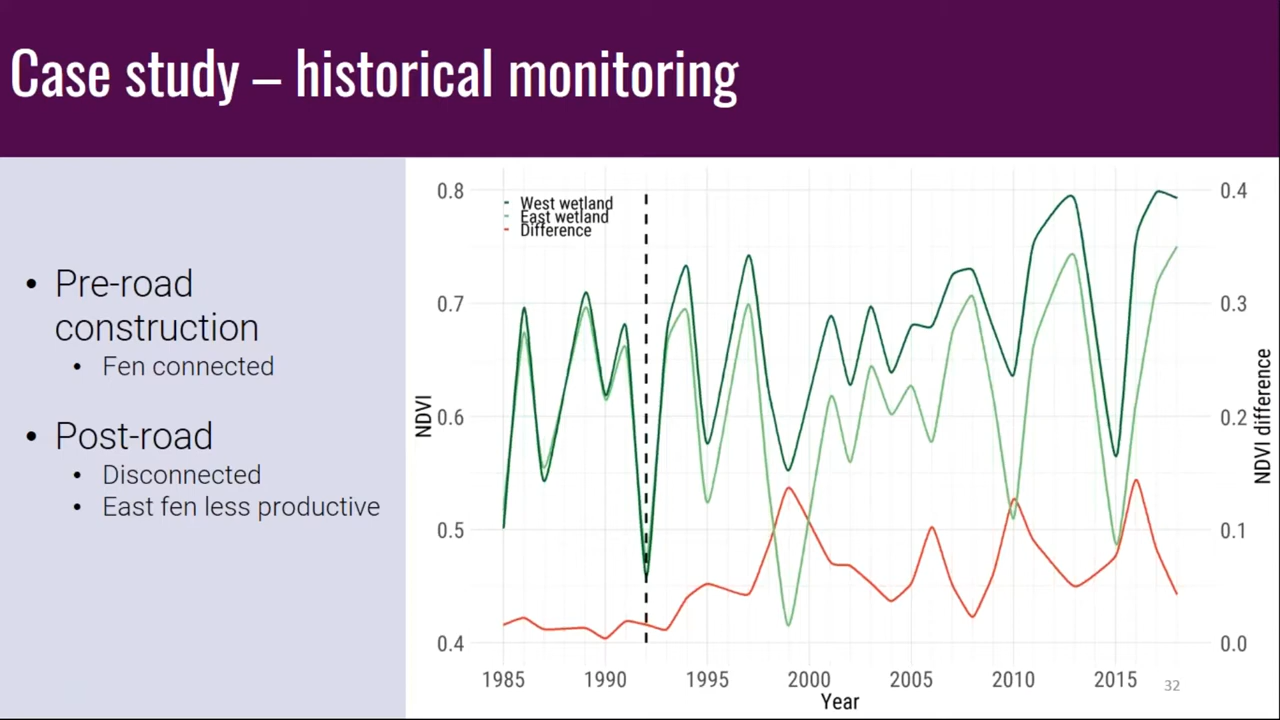 Case study – historical monitoring
• Pre-road
construction
• Fen connected
• Post-road
• Disconnected
• East fen less productive
West wetland
East wetland
Difference
NDVI
0.8
0.7
0.6
0.5
0.4
0.4
0.3
0.2
0.1
0.0
NDVI difference
1985 1990 1995 2000 2005 2010 2015
Year
32